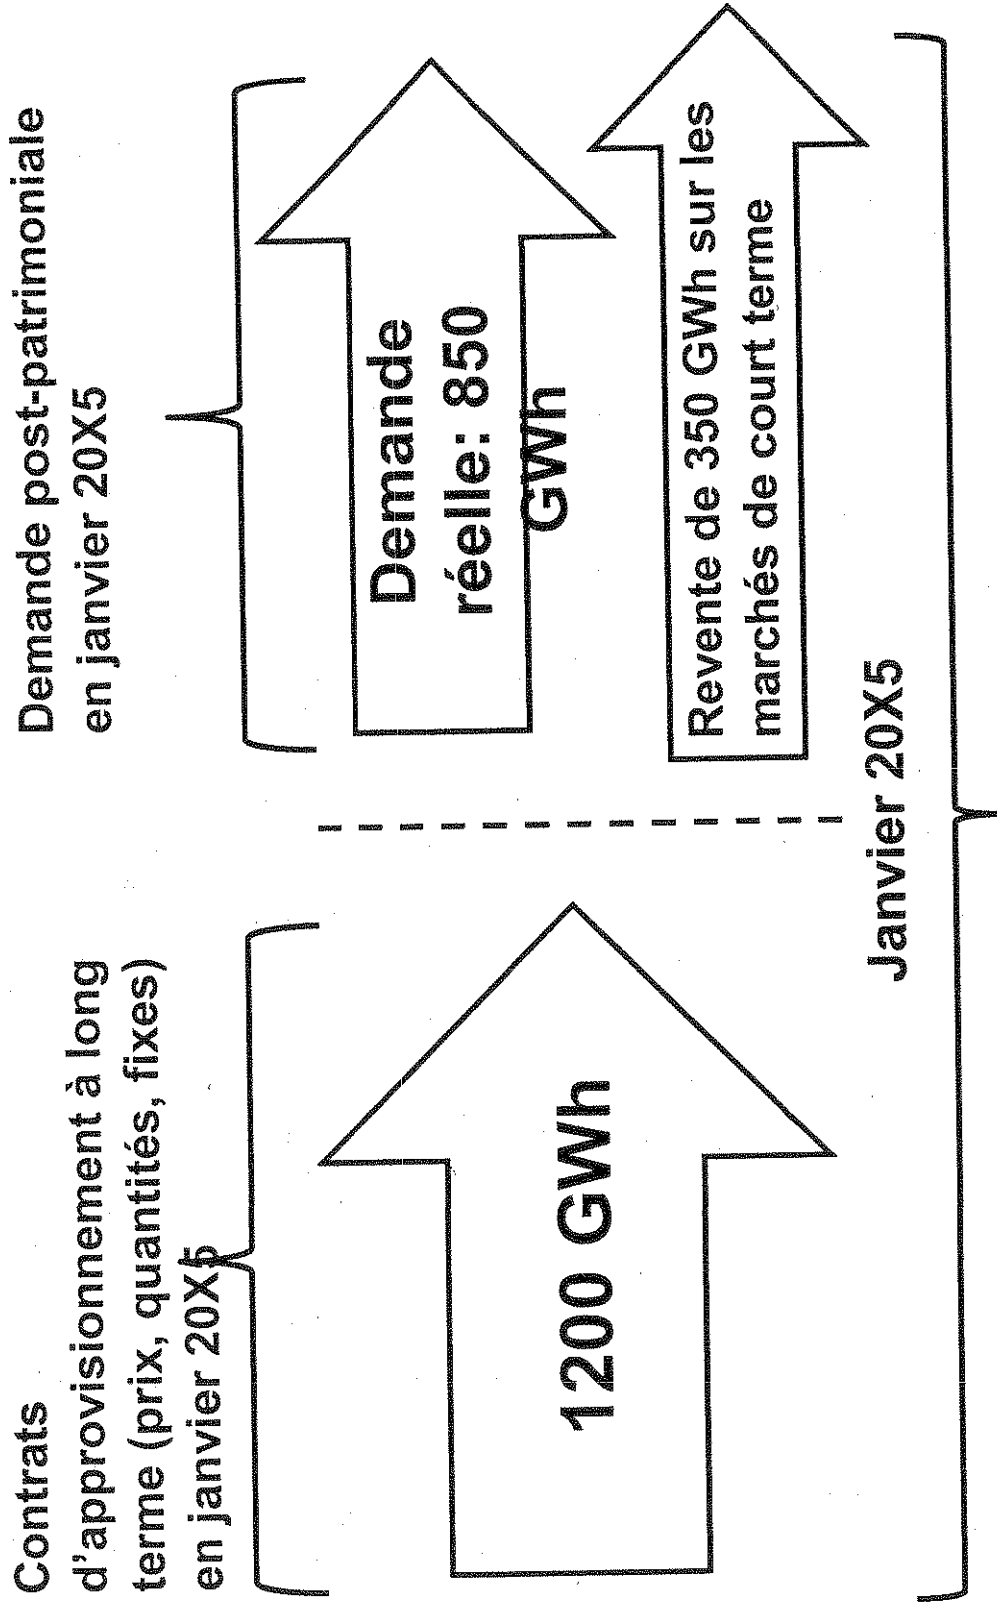 Contrats
d'approvisionnement à long
terme (prix, quantités, fixes)
en janvier 20X5
1200 GWh
Demande post-patrimoniale
en janvier 20X5
Demande
réelle: 850
GWh
Revente de 350 GWh sur les
marchés de court terme
Janvier 20X5